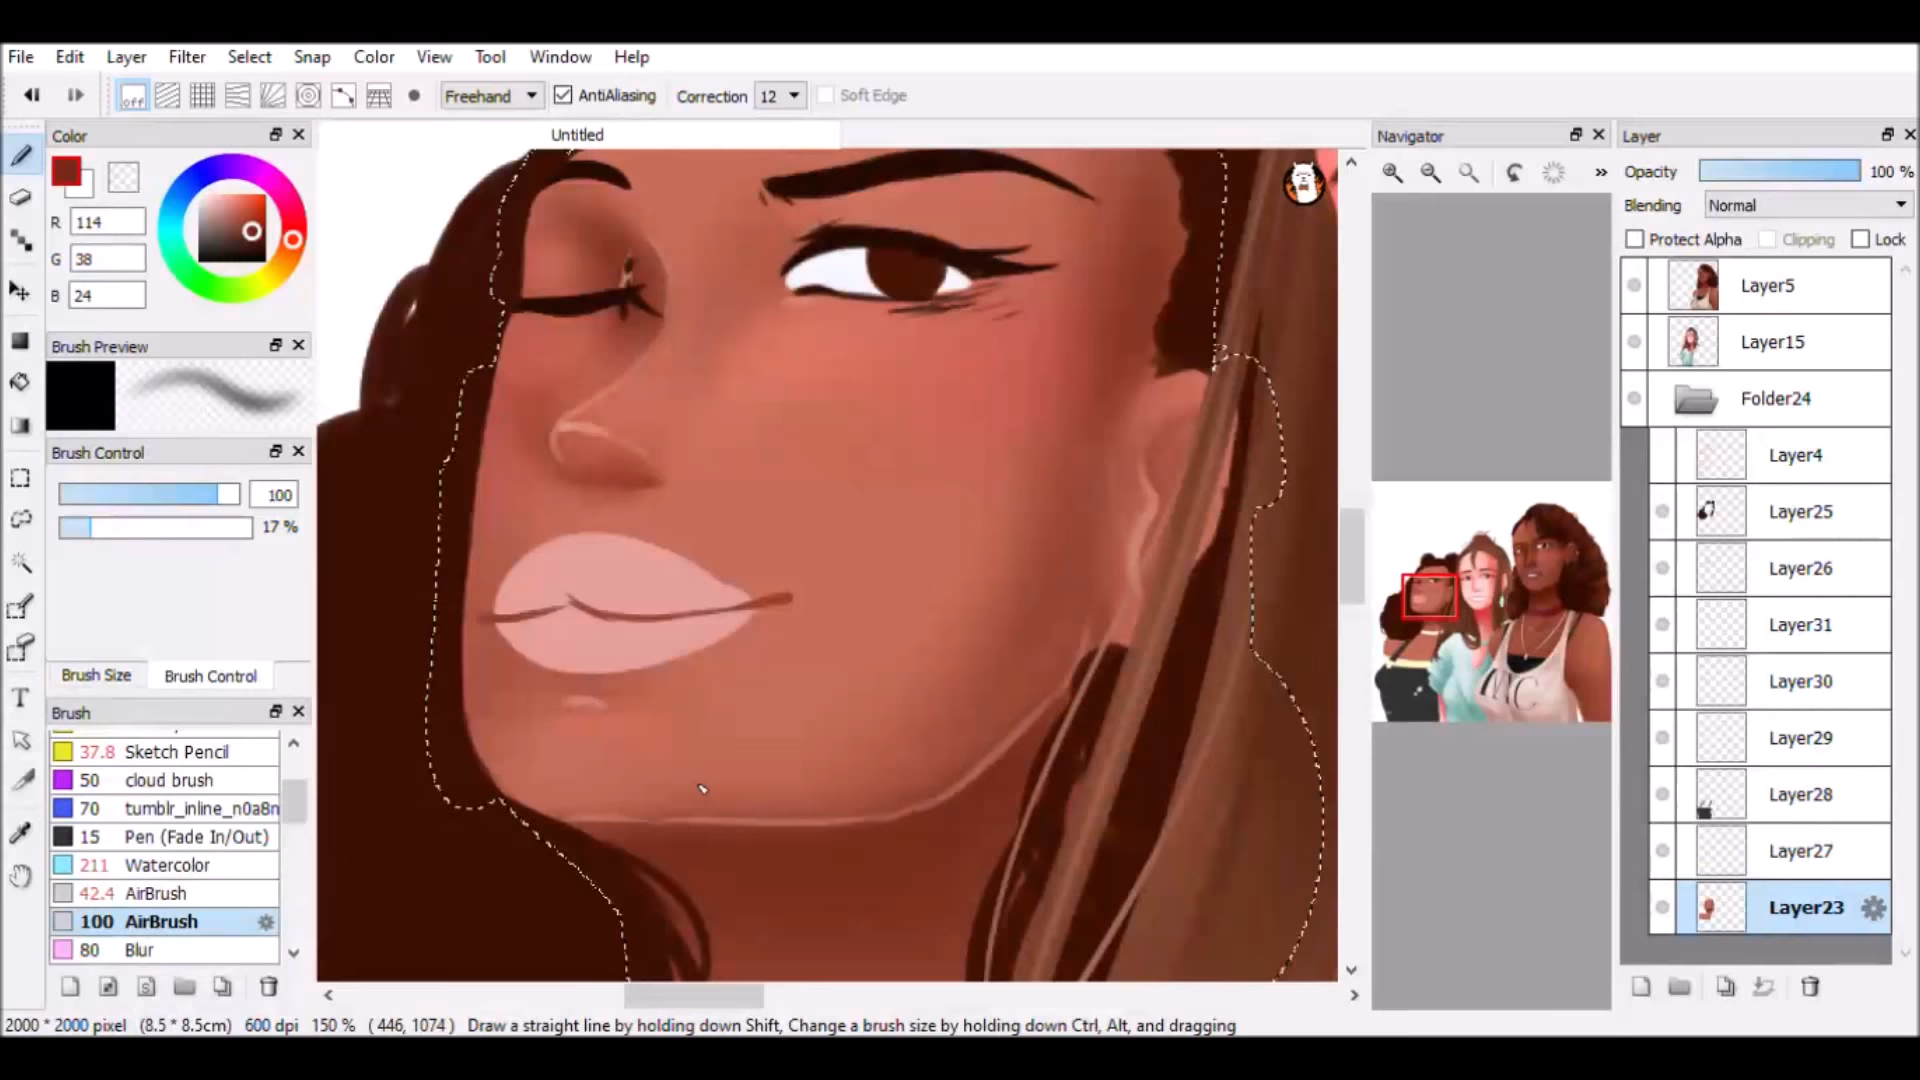 File Edit Layer Filter Select Snap Color View Tool Window Help
off Freehand AntiAliasing Correction 12 Soft Edge
Color
R 114
G 38
B 24
Brush Preview
Brush Control
100
17 %
Brush Size Brush Control
Brush
37.8 Sketch Pencil
50 cloud brush
70 tumblr_inline_n0a8n
15 Pen (Fade In/Out)
211 Watercolor
42.4 AirBrush
100 AirBrush
80 Blur
Untitled
Navigator
MC
Layer
Opacity 100 %
Blending Normal
Protect Alpha Clipping Lock
Layer5
Layer15
Folder24
Layer4
Layer25
Layer26
Layer31
Layer30
Layer29
Layer28
Layer27
Layer23
2000 * 2000 pixel (8.5 * 8.5cm) 600 dpi 150 % ( 446, 1074 ) Draw a straight line by holding down Shift, Change a brush size by holding down Ctrl, Alt, and dragging